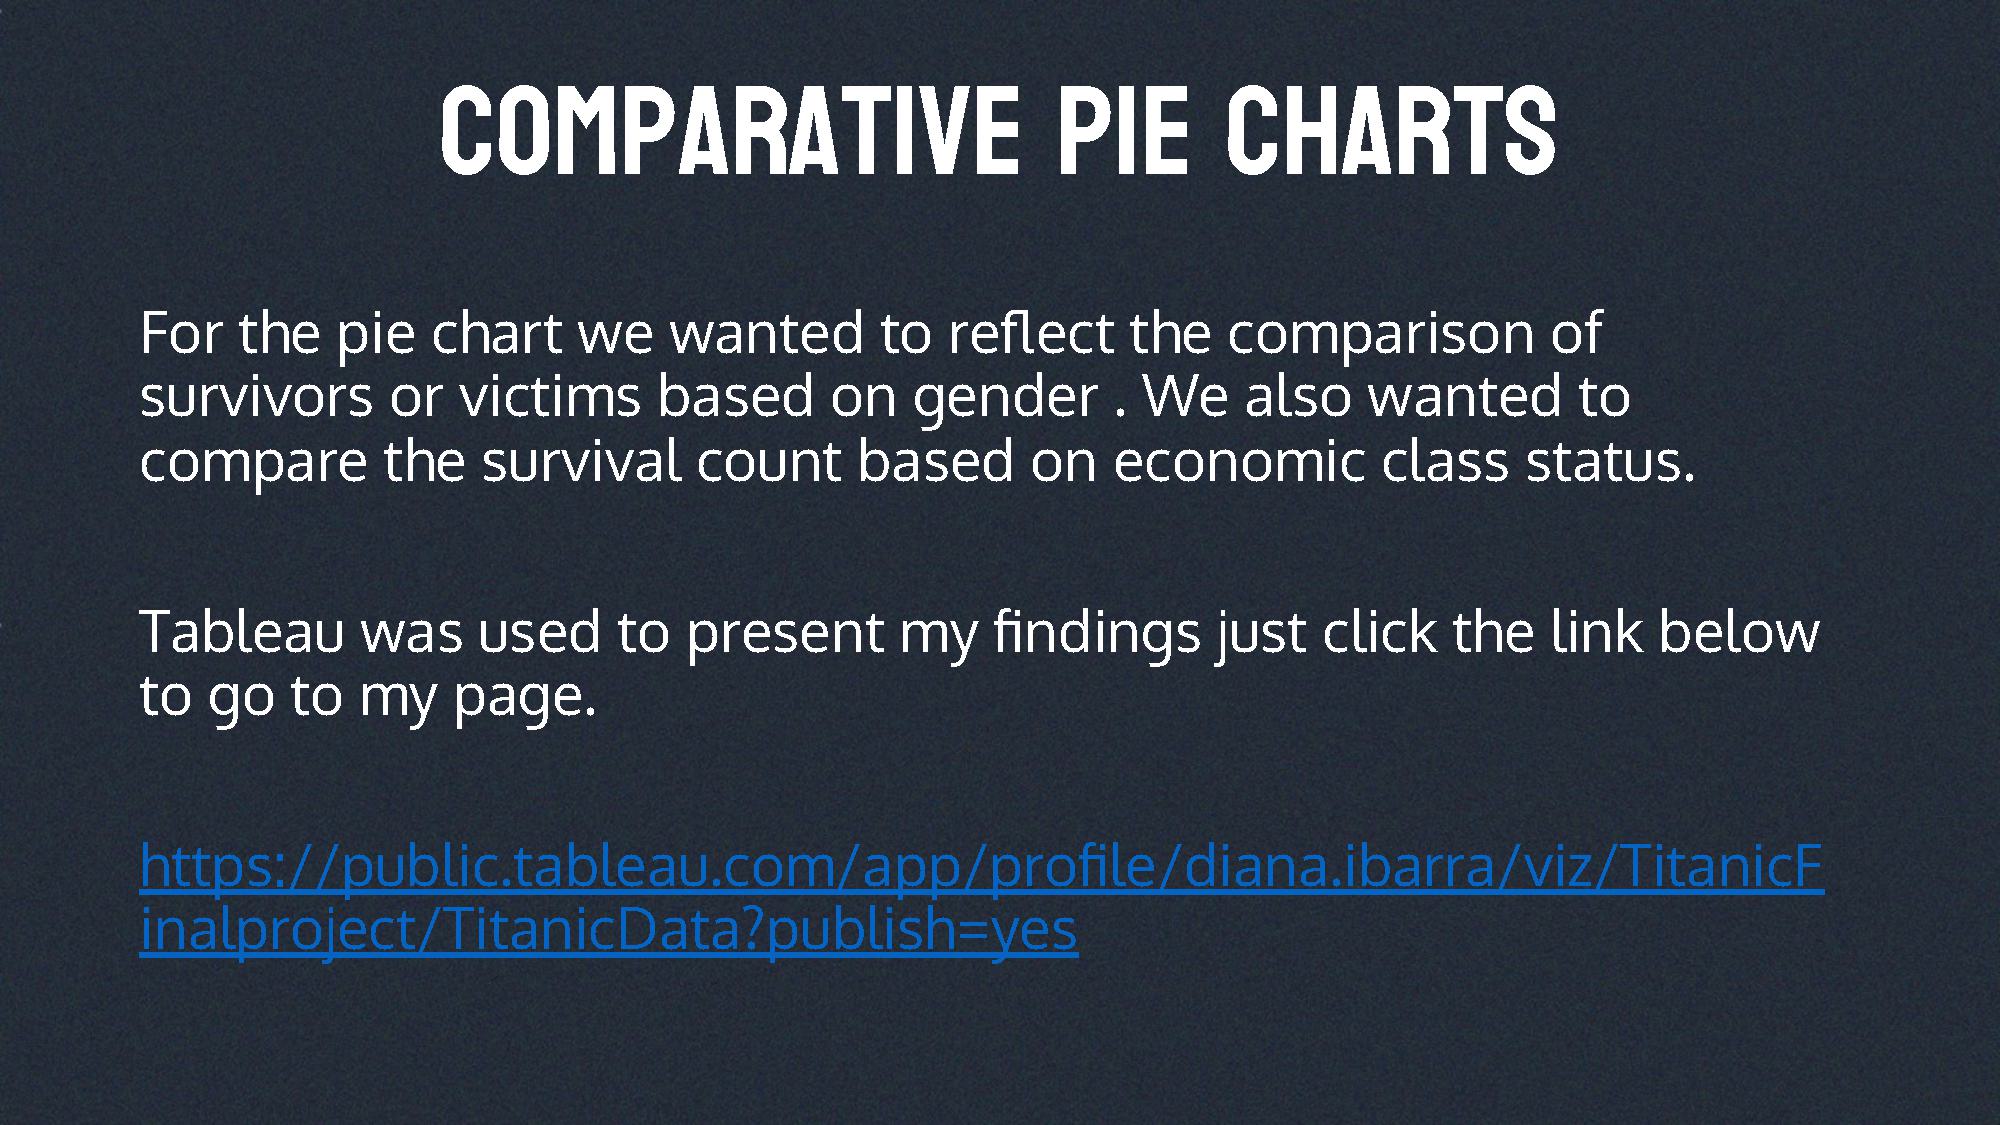 COMPARATIVE PIE CHARTS
For the pie chart we wanted to reflect the comparison of
survivors or victims based on gender . We also wanted to
compare the survival count based on economic class status.
Tableau was used to present my findings just click the link below
to go to my page.
https://public.tableau.com/app/profile/diana.ibarra/viz/TitanicF
inalproject/TitanicData?publish=yes